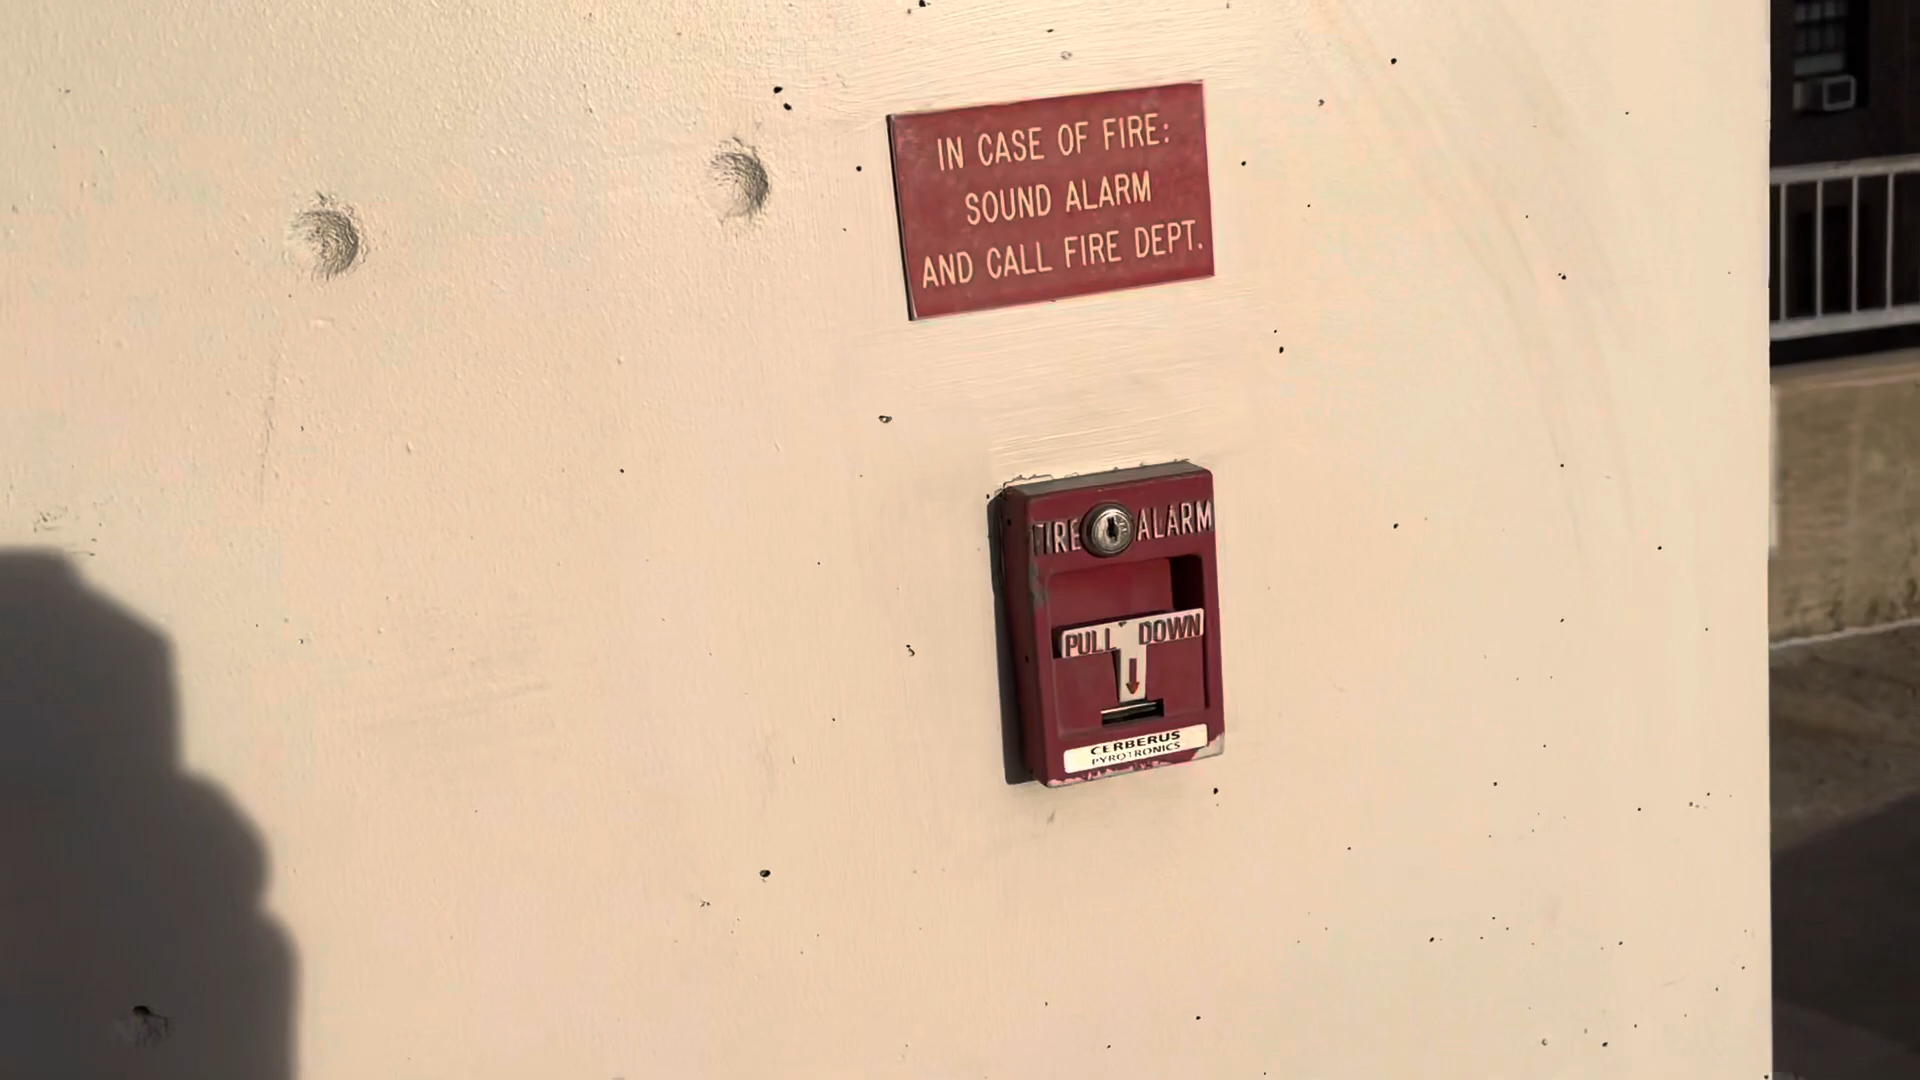 IN CASE OF FIRE:
SOUND ALARM
AND CALL FIRE DEPT.
FIRE ALARM
PULL DOWN
CERBERUS
PYROTRONICS